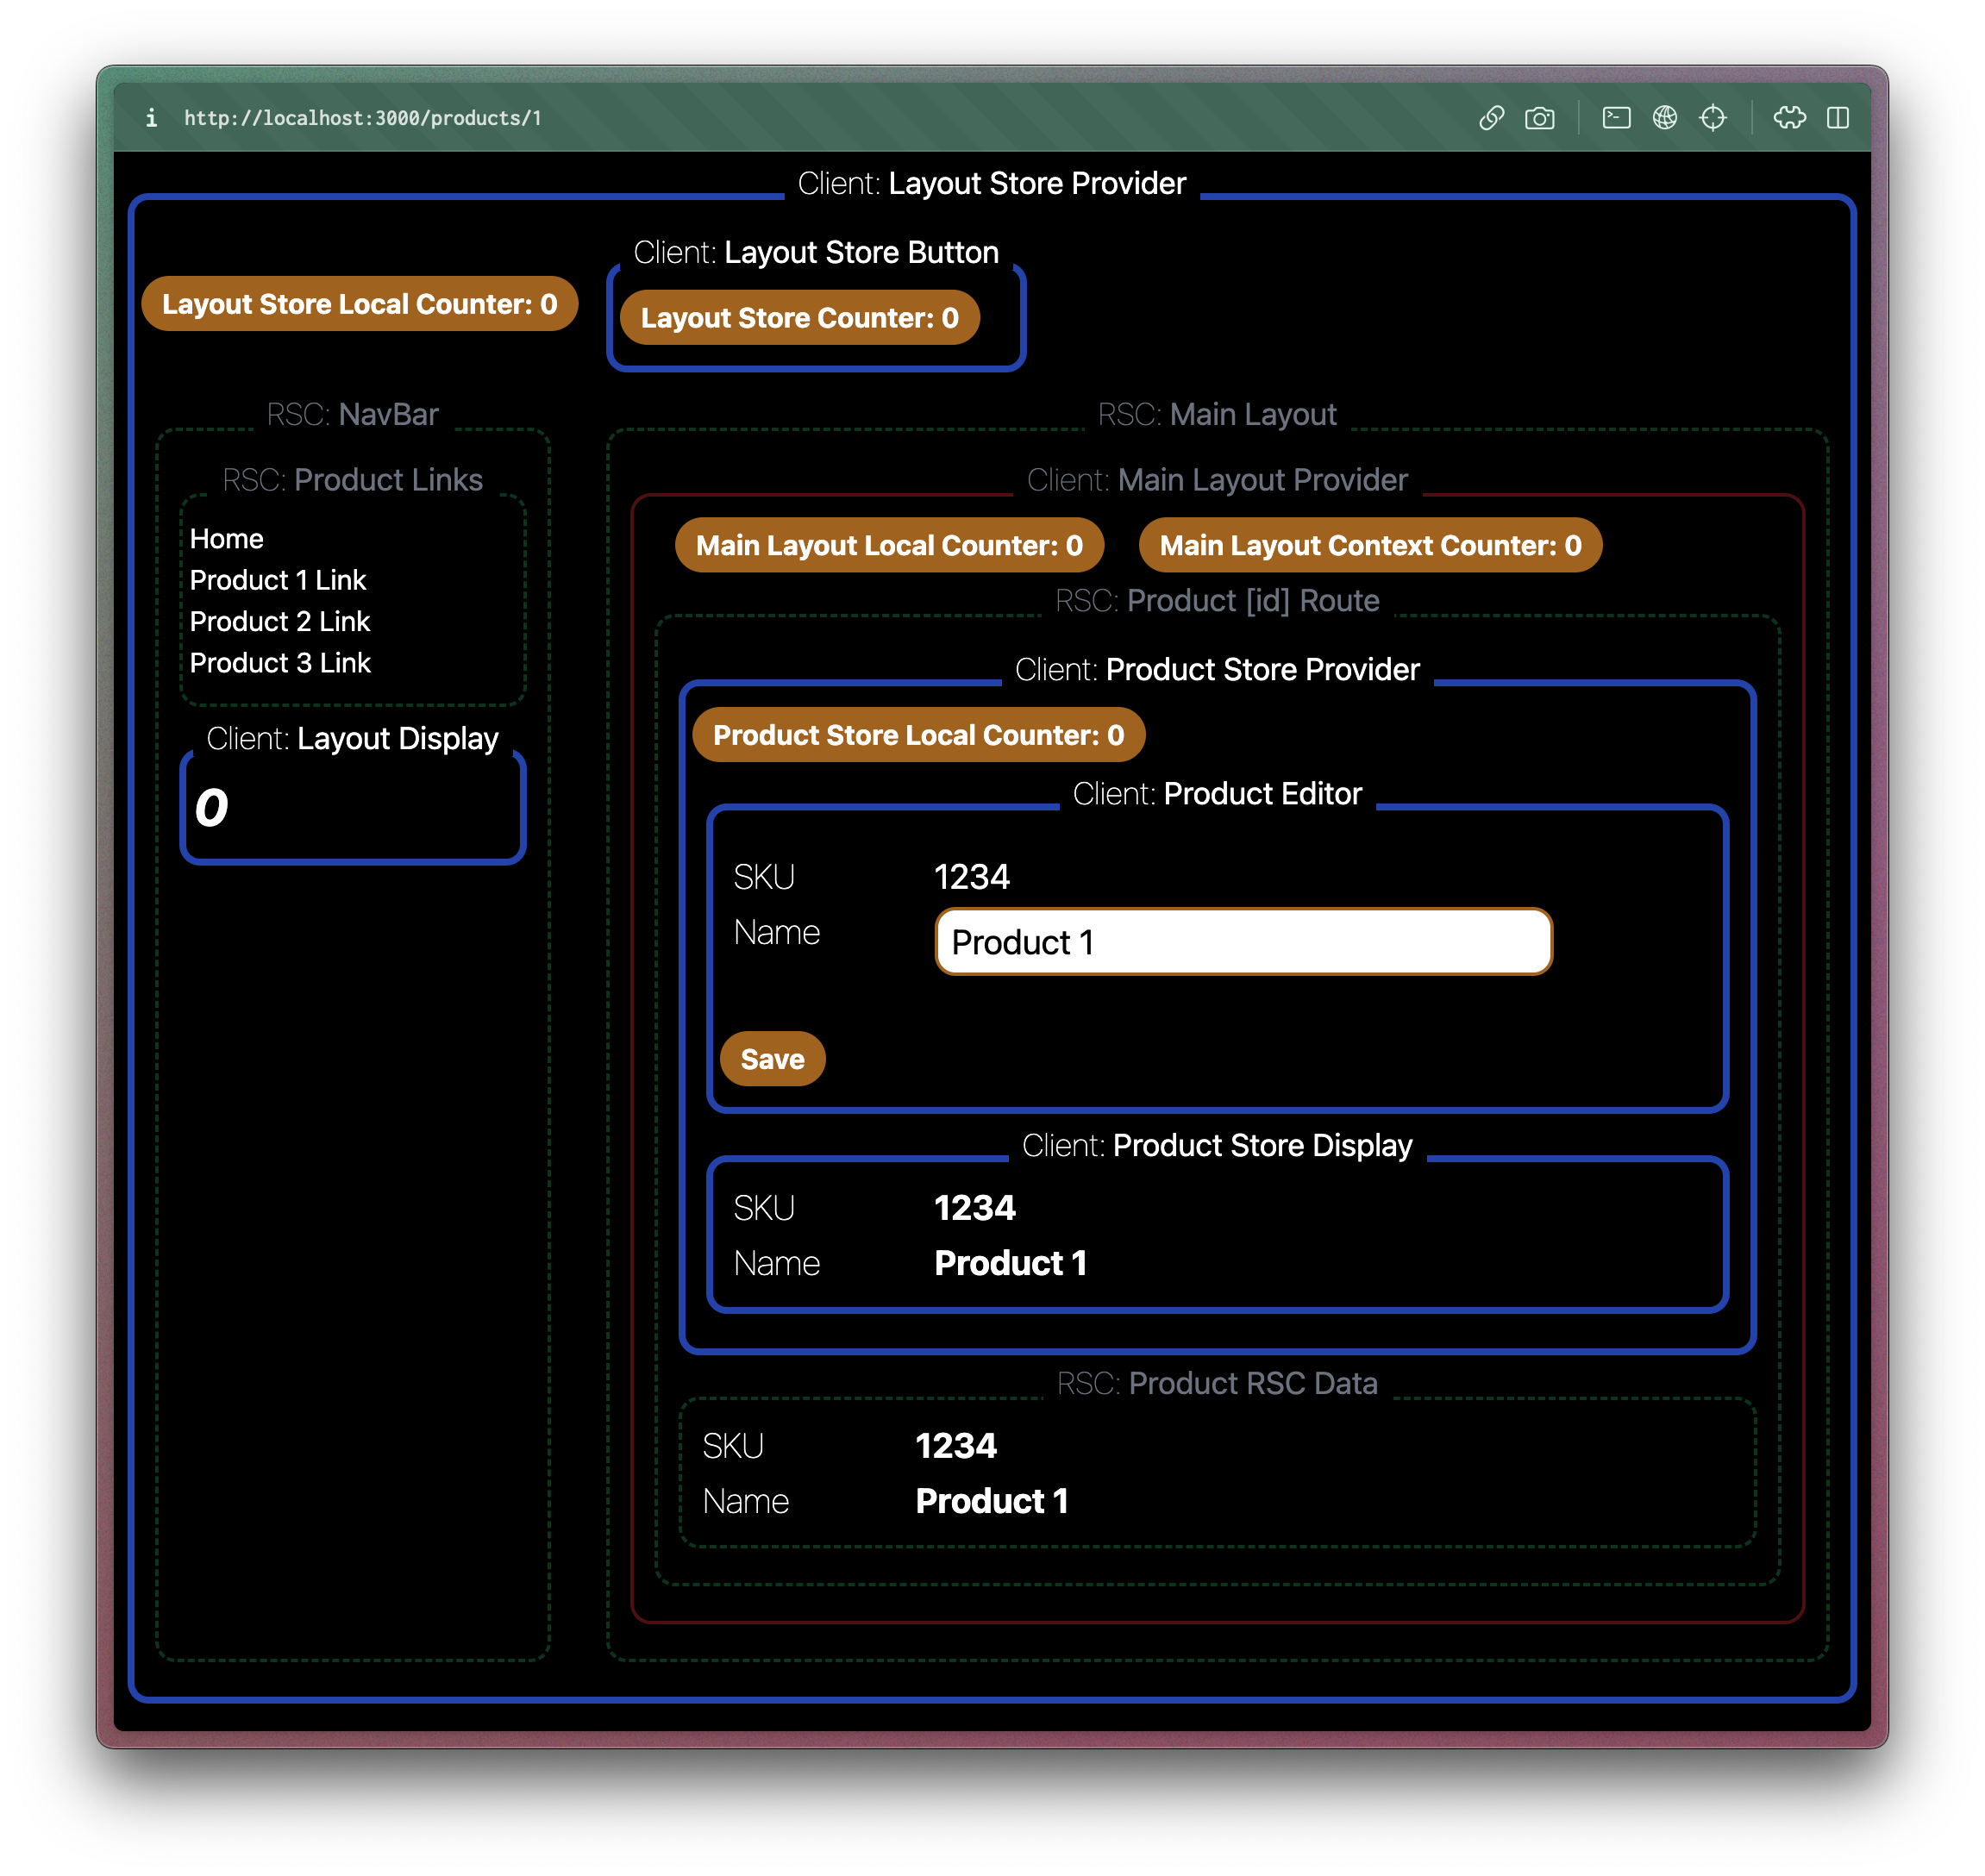 http://localhost:3000/products/1
Client: Layout Store Provider
Client: Layout Store Button
Layout Store Local Counter: 0
Layout Store Counter: 0
RSC: NavBar
RSC: Product Links
Home
Product 1 Link
Product 2 Link
Product 3 Link
Client: Layout Display
0
RSC: Main Layout
Client: Main Layout Provider
Main Layout Local Counter: 0
Main Layout Context Counter: 0
RSC: Product [id] Route
Client: Product Store Provider
Product Store Local Counter: 0
Client: Product Editor
SKU 1234
Name Product 1
Save
Client: Product Store Display
SKU 1234
Name Product 1
RSC: Product RSC Data
SKU 1234
Name Product 1